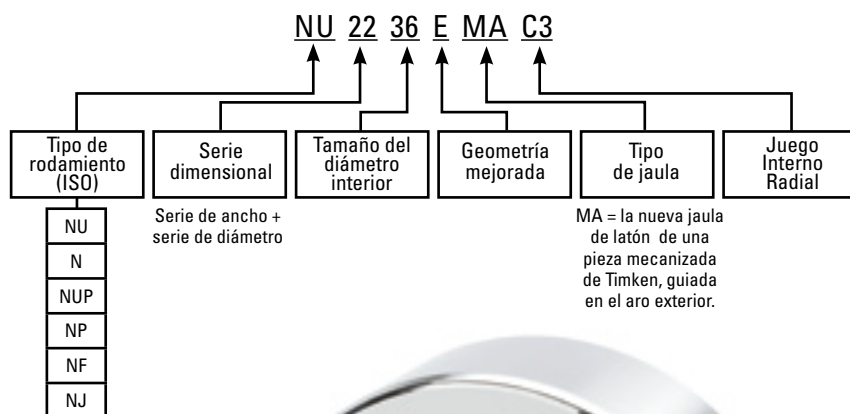 NU 22 36 E MA C3
Tipo de
rodamiento
(ISO)
Serie
dimensional
Tamaño del
diámetro
interior
Geometría
mejorada
Tipo
de jaula
Juego
Interno
Radial
Serie de ancho +
serie de diámetro
MA = la nueva jaula
de latón de una
pieza mecanizada
de Timken, guiada
en el aro exterior.
NU
N
NUP
NP
NF
NJ